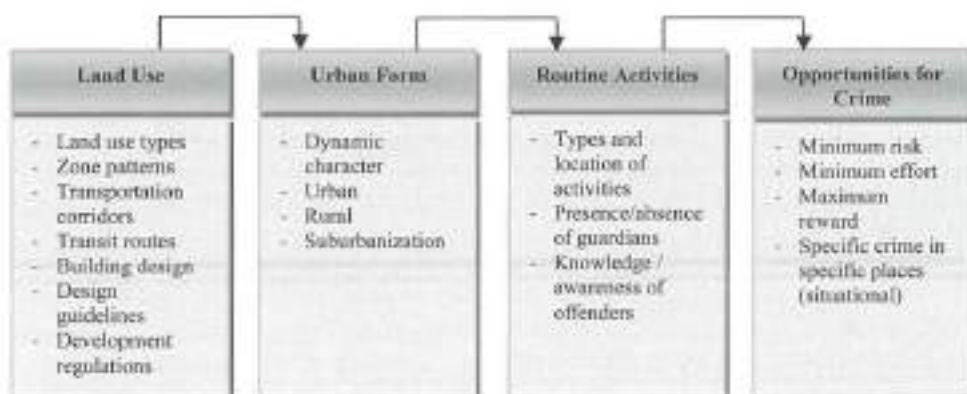 Land Use
- Land use types
- Zone patterns
- Transportation
corridors
- Transit routes
- Building design
- Design
guidelines
- Development
regulations
Urban Form
- Dynamic
character
- Urban
- Rural
- Suburbanization
Routine Activities
- Types and
location of
activities
- Presence/absence
of guardians
- Knowledge /
awareness of
offenders
Opportunities for
Crime
- Minimum risk
- Minimum effort
- Maximum
reward
- Specific crime in
specific places
(situational)